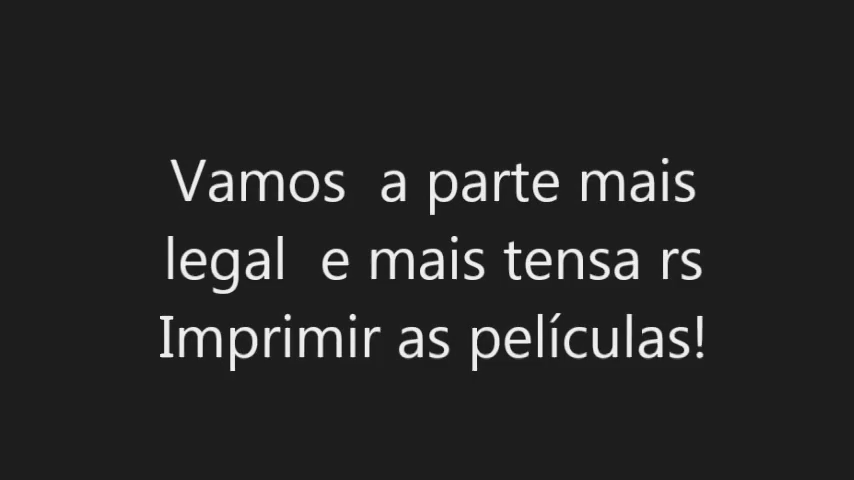 Vamos  a parte mais
legal  e mais tensa rs
Imprimir as películas!